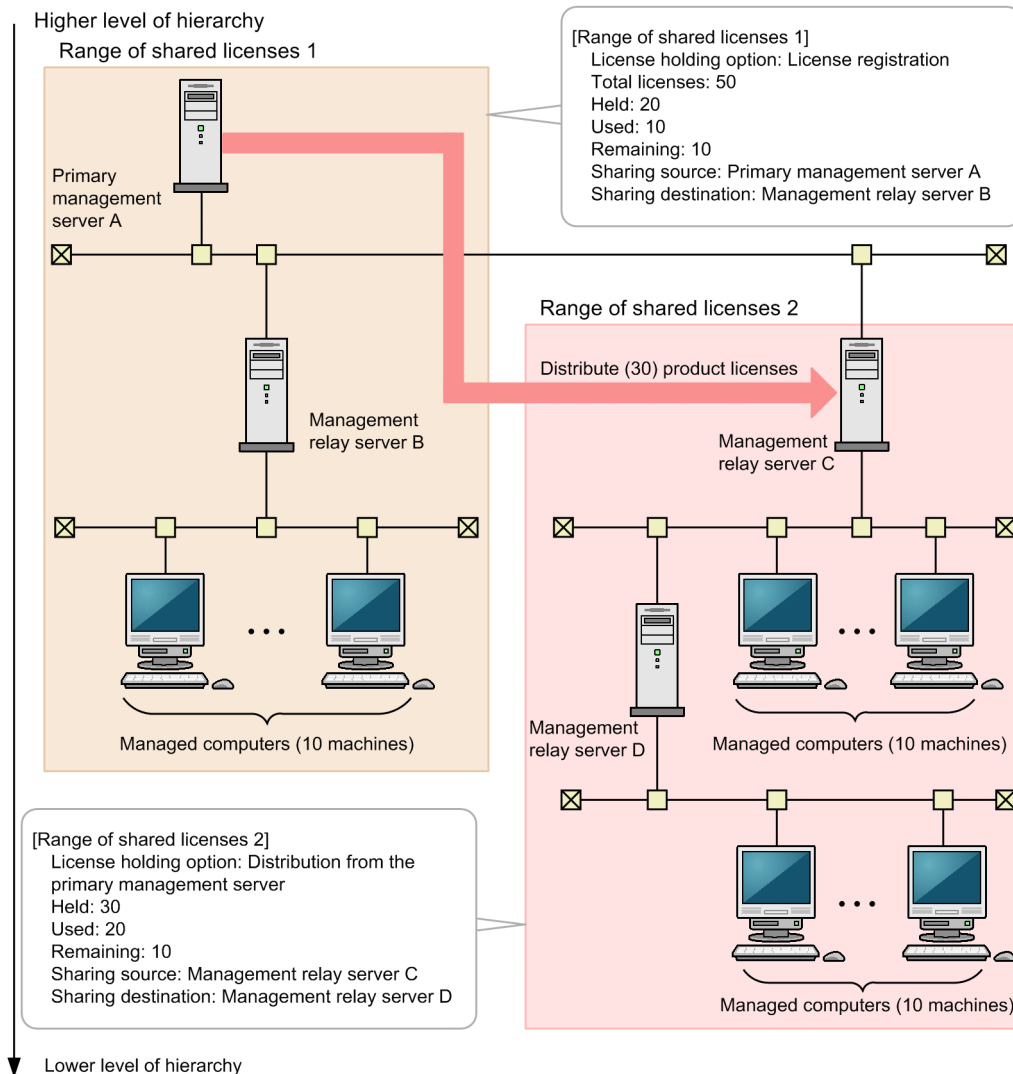 Higher level of hierarchy
Range of shared licenses 1
[Range of shared licenses 1]
License holding option: License registration
Total licenses: 50
Held: 20
Used: 10
Remaining: 10
Sharing source: Primary management server A
Sharing destination: Management relay server B
Primary
management
server A
Range of shared licenses 2
Distribute (30) product licenses
Management
relay server B
Management
relay server C
Managed computers (10 machines)
Management
relay server D
Managed computers (10 machines)
[Range of shared licenses 2]
License holding option: Distribution from the
primary management server
Held: 30
Used: 20
Remaining: 10
Sharing source: Management relay server C
Sharing destination: Management relay server D
Managed computers (10 machines)
Lower level of hierarchy